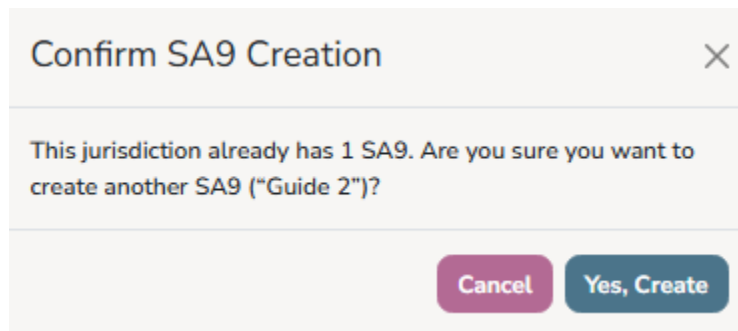 Confirm SA9 Creation
This jurisdiction already has 1 SA9. Are you sure you want to
create another SA9 (“Guide 2”)?
Cancel
Yes, Create